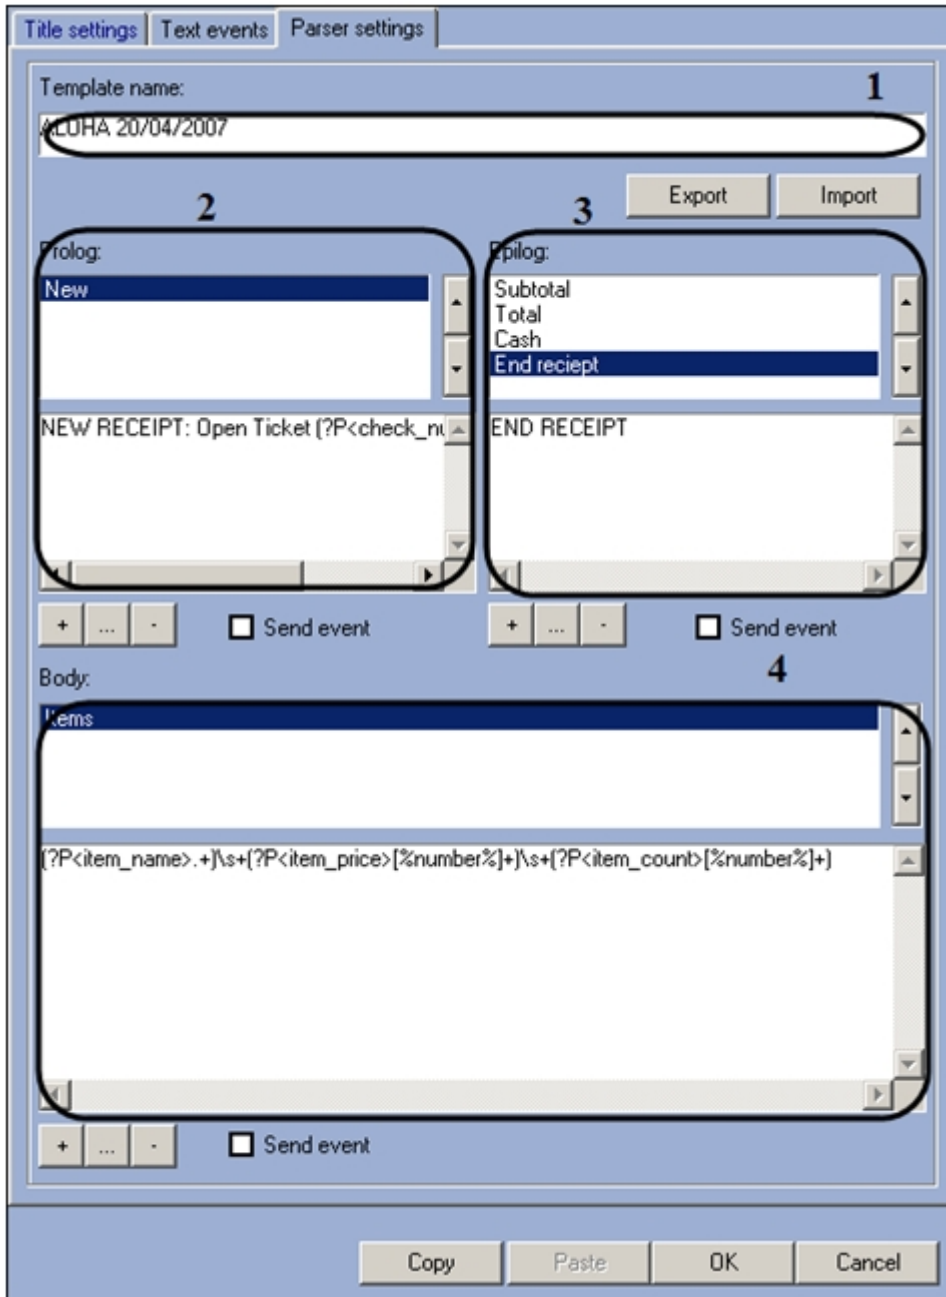 Title settings Text events Parser settings
Template name:
1
ALOHA 20/04/2007
Export Import
2 3
Prolog: Epilog:
New
Subtotal
Total
Cash
End reciept
NEW RECEIPT: Open Ticket (?P<check_nu
END RECEIPT
+ ... - Send event
+ ... - Send event
Body:
4
Items
(?P<item_name>.+)\s+(?P<item_price>[%number%]+)\s+(?P<item_count>[%number%]+)
+ ... - Send event
Copy Paste OK Cancel